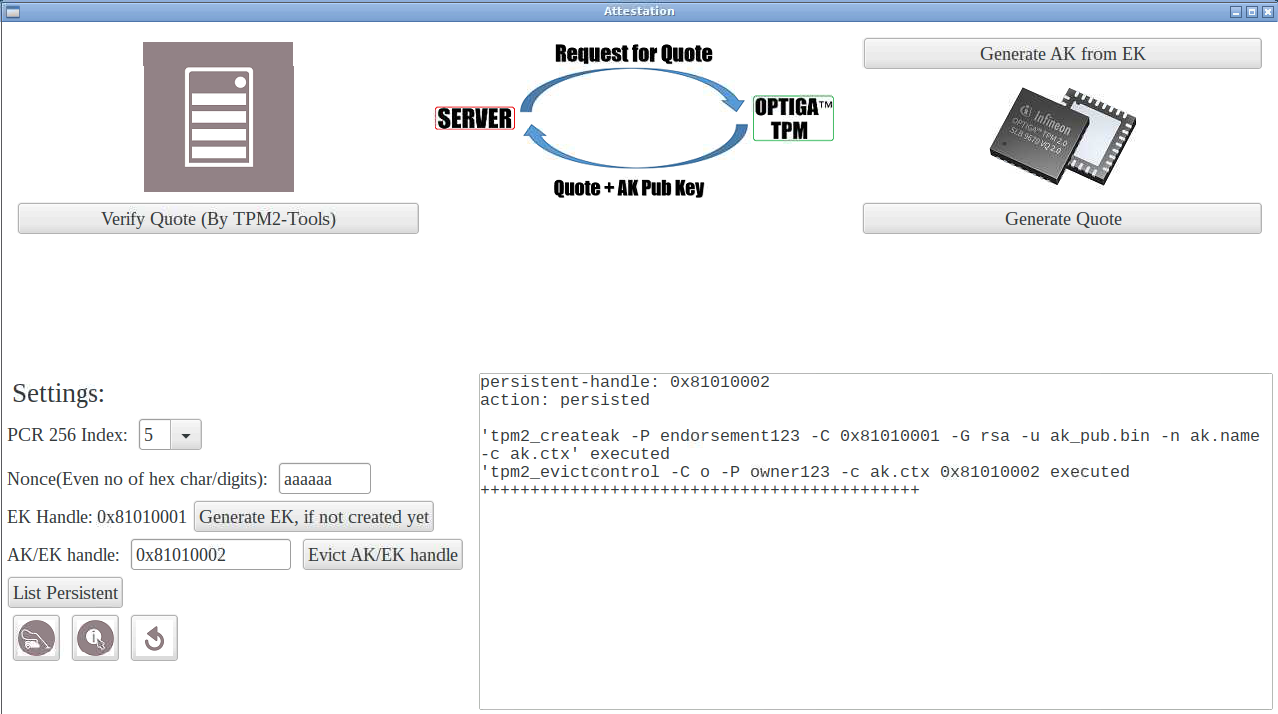 Attestation
Request for Quote
SERVER
OPTIGA™
TPM
Quote + AK Pub Key
Generate AK from EK
infineon
OPTIGA™ TPM 2.0
SLB 9670 VQ 2.0
Verify Quote (By TPM2-Tools)
Generate Quote
Settings:
PCR 256 Index: 5
Nonce(Even no of hex char/digits): aaaaaa
EK Handle: 0x81010001 Generate EK, if not created yet
AK/EK handle: 0x81010002 Evict AK/EK handle
List Persistent
persistent-handle: 0x81010002
action: persisted
'tpm2_createak -P endorsement123 -C 0x81010001 -G rsa -u ak_pub.bin -n ak.name
-c ak.ctx' executed
'tpm2_evictcontrol -C o -P owner123 -c ak.ctx 0x81010002 executed
++++++++++++++++++++++++++++++++++++++++++++